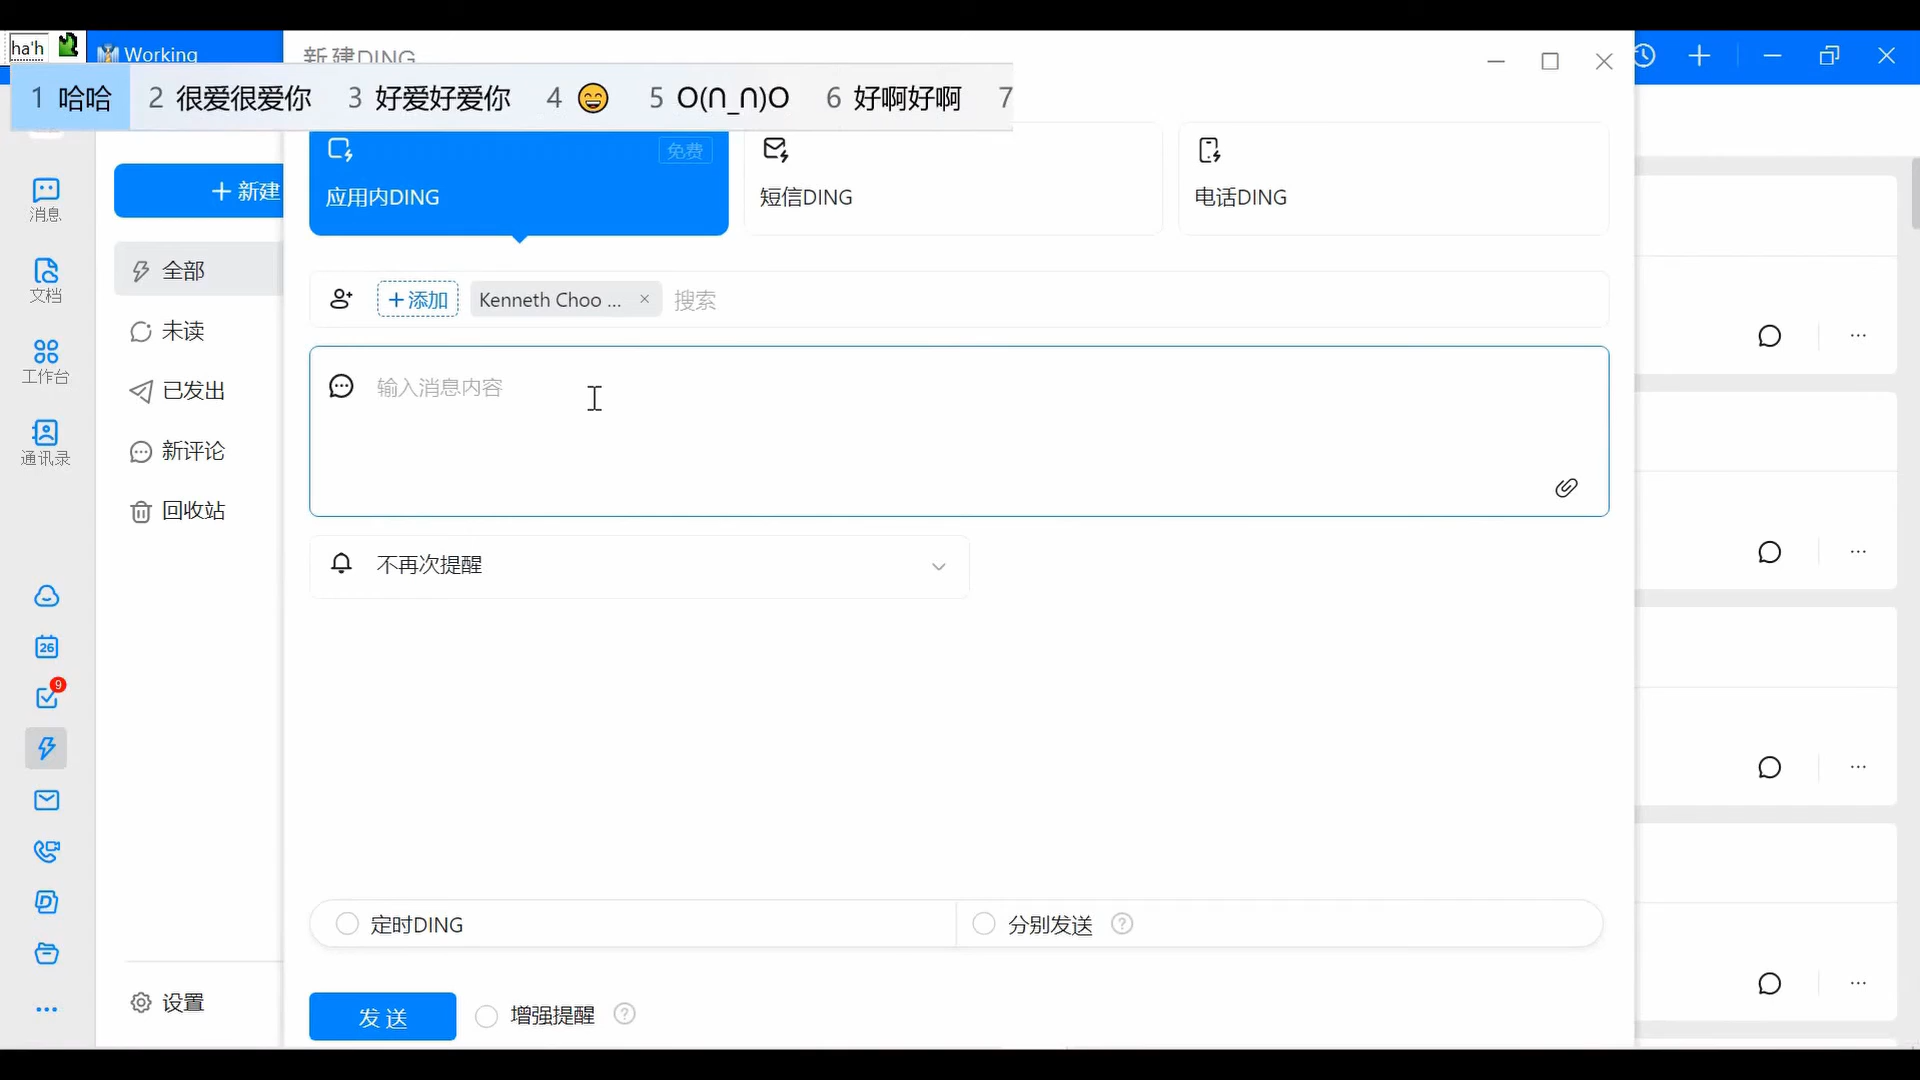 ha'h
Working
新建DING
1 哈哈 2 很爱很爱你 3 好爱好爱你 4 😄 5 O(∩_∩)O 6 好啊好啊 7
免费
应用内DING
短信DING
电话DING
消息
文档
工作台
通讯录
26
9
+ 新建
全部
未读
已发出
新评论
回收站
设置
+ 添加
Kenneth Choo ... ×
搜索
输入消息内容
不再次提醒
定时DING
分别发送 ?
发 送
增强提醒 ?